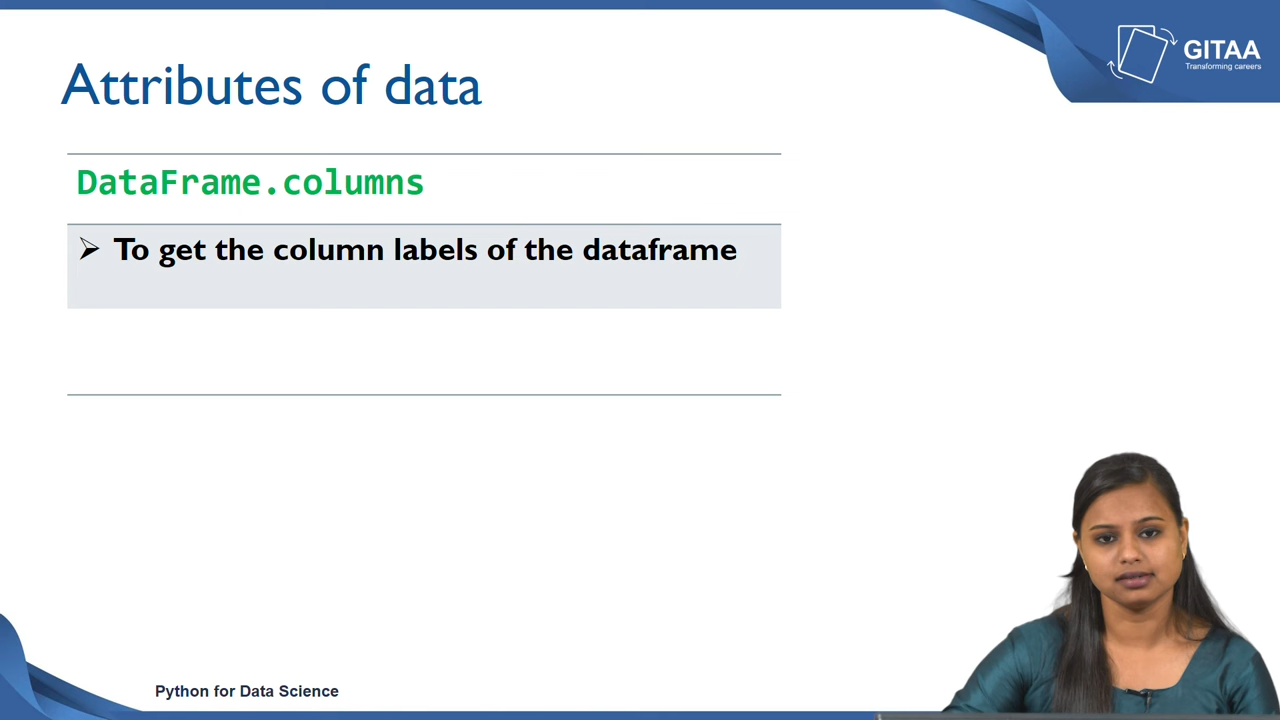 GITAA
Transforming careers
Attributes of data
DataFrame.columns
➢ To get the column labels of the dataframe
Python for Data Science